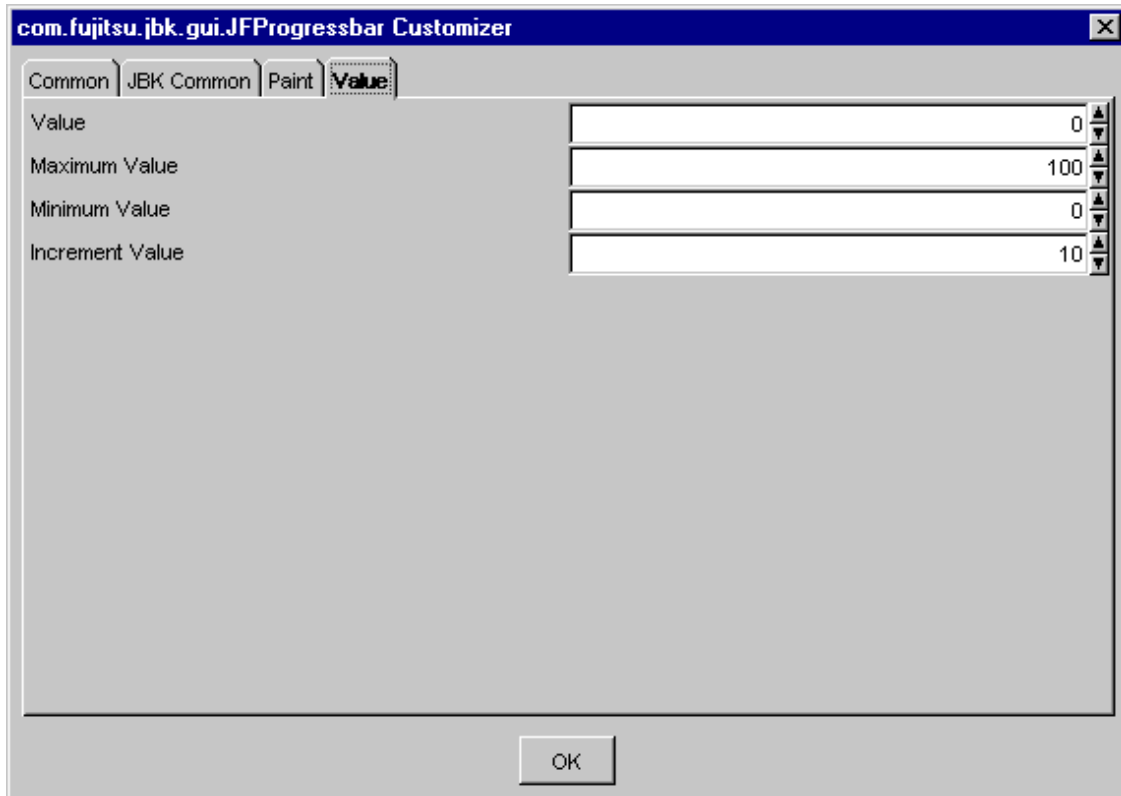 com.fujitsu.jbk.gui.JFProgressbar Customizer
Common JBK Common Paint Value
Value 0
Maximum Value 100
Minimum Value 0
Increment Value 10
OK